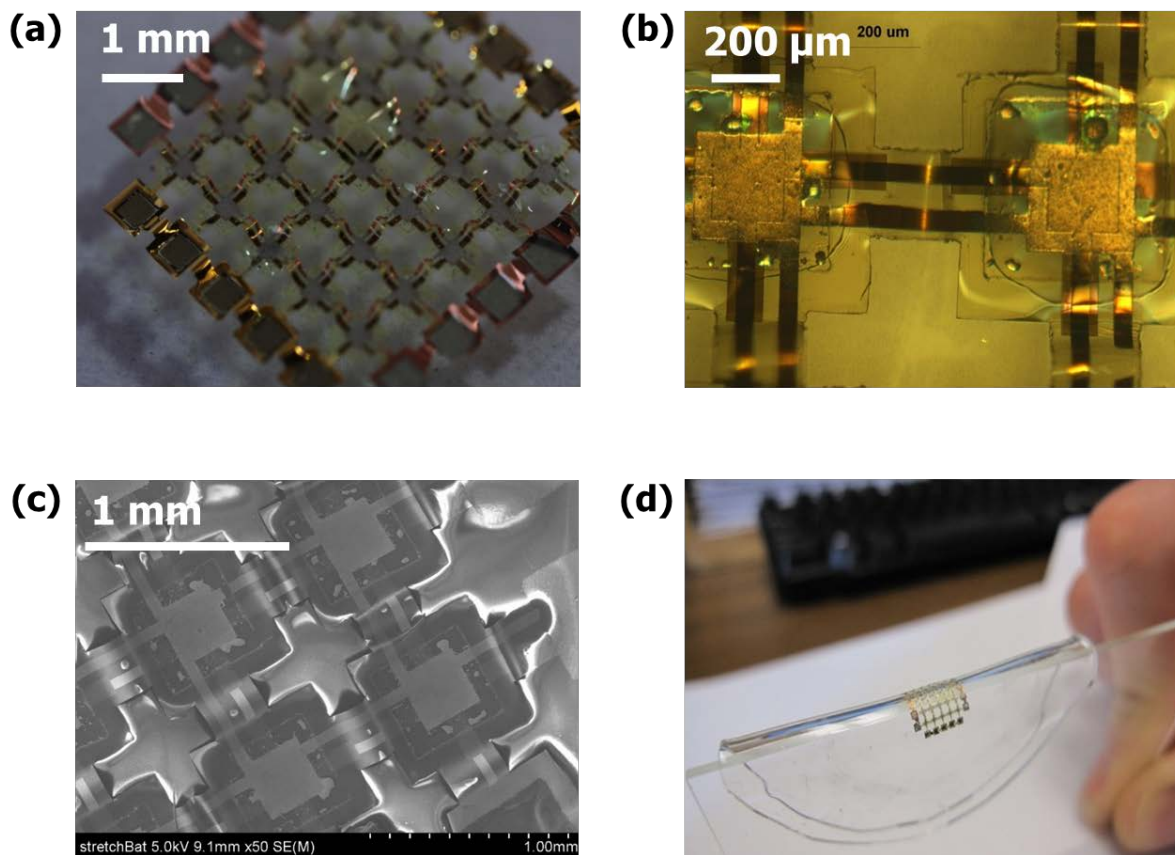 (a)
1 mm
(b)
200 µm
200 um
(c)
1 mm
stretchBat 5.0kV 9.1mm x50 SE(M)
1.00mm
(d)